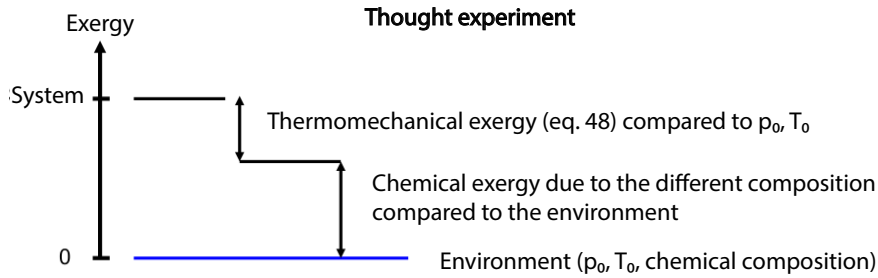 Thought experiment
Exergy
System
Thermomechanical exergy (eq. 48) compared to p₀, T₀
Chemical exergy due to the different composition
compared to the environment
0
Environment (p₀, T₀, chemical composition)